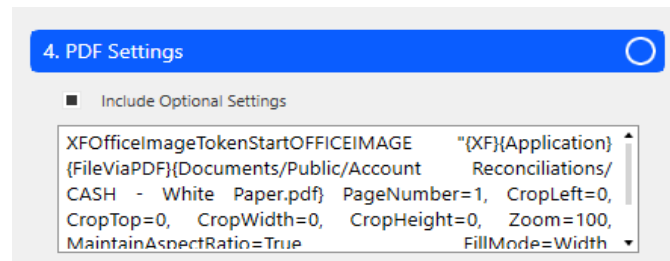 4. PDF Settings
Include Optional Settings
XFOfficeImageTokenStartOFFICEIMAGE "{XF}{Application}
{FileViaPDF}{Documents/Public/Account Reconciliations/
CASH - White Paper.pdf} PageNumber=1, CropLeft=0,
CropTop=0, CropWidth=0, CropHeight=0, Zoom=100,
MaintainAspectRatio=True FillMode=Width